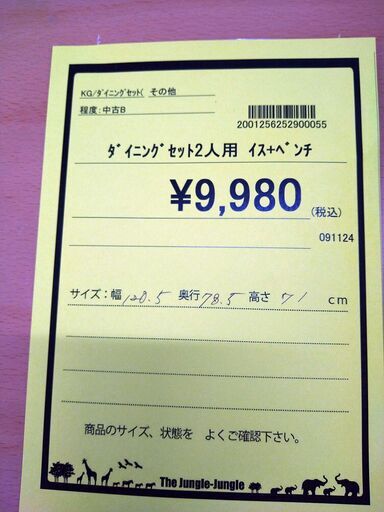 KG/ﾀﾞｲﾆﾝｸﾞｾｯﾄ( その他
程度:中古B
2001256252900055
ﾀﾞｲﾆﾝｸﾞｾｯﾄ2人用 ｲｽ+ﾍﾞﾝﾁ
¥9,980(税込)
091124
サイズ:幅 120.5 奥行 78.5 高さ 71 cm
商品のサイズ、状態を よくご確認下さい。
The Jungle-Jungle